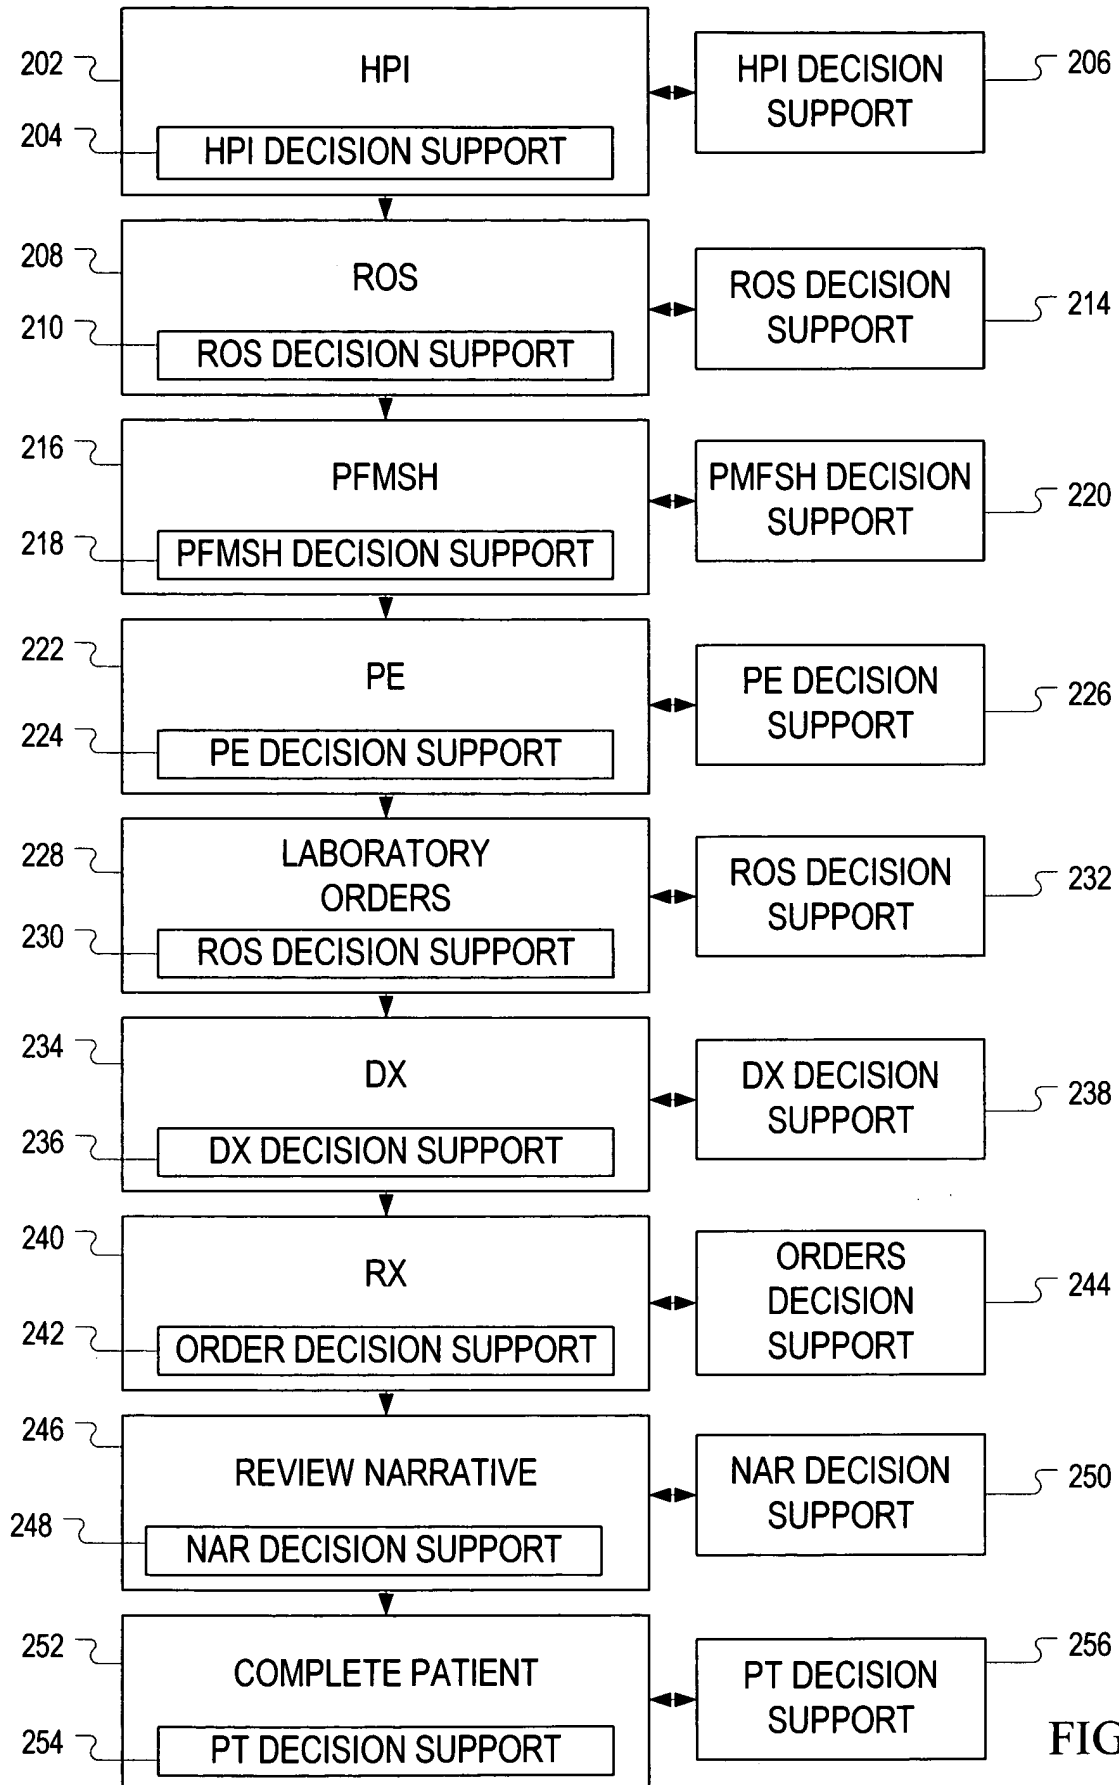 202
HPI
204
HPI DECISION SUPPORT
HPI DECISION
SUPPORT
206
208
ROS
210
ROS DECISION SUPPORT
ROS DECISION
SUPPORT
214
216
PFMSH
218
PFMSH DECISION SUPPORT
PMFSH DECISION
SUPPORT
220
222
PE
224
PE DECISION SUPPORT
PE DECISION
SUPPORT
226
228
LABORATORY
ORDERS
230
ROS DECISION SUPPORT
ROS DECISION
SUPPORT
232
234
DX
236
DX DECISION SUPPORT
DX DECISION
SUPPORT
238
240
RX
242
ORDER DECISION SUPPORT
ORDERS
DECISION
SUPPORT
244
246
REVIEW NARRATIVE
248
NAR DECISION SUPPORT
NAR DECISION
SUPPORT
250
252
COMPLETE PATIENT
254
PT DECISION SUPPORT
PT DECISION
SUPPORT
256
FIG